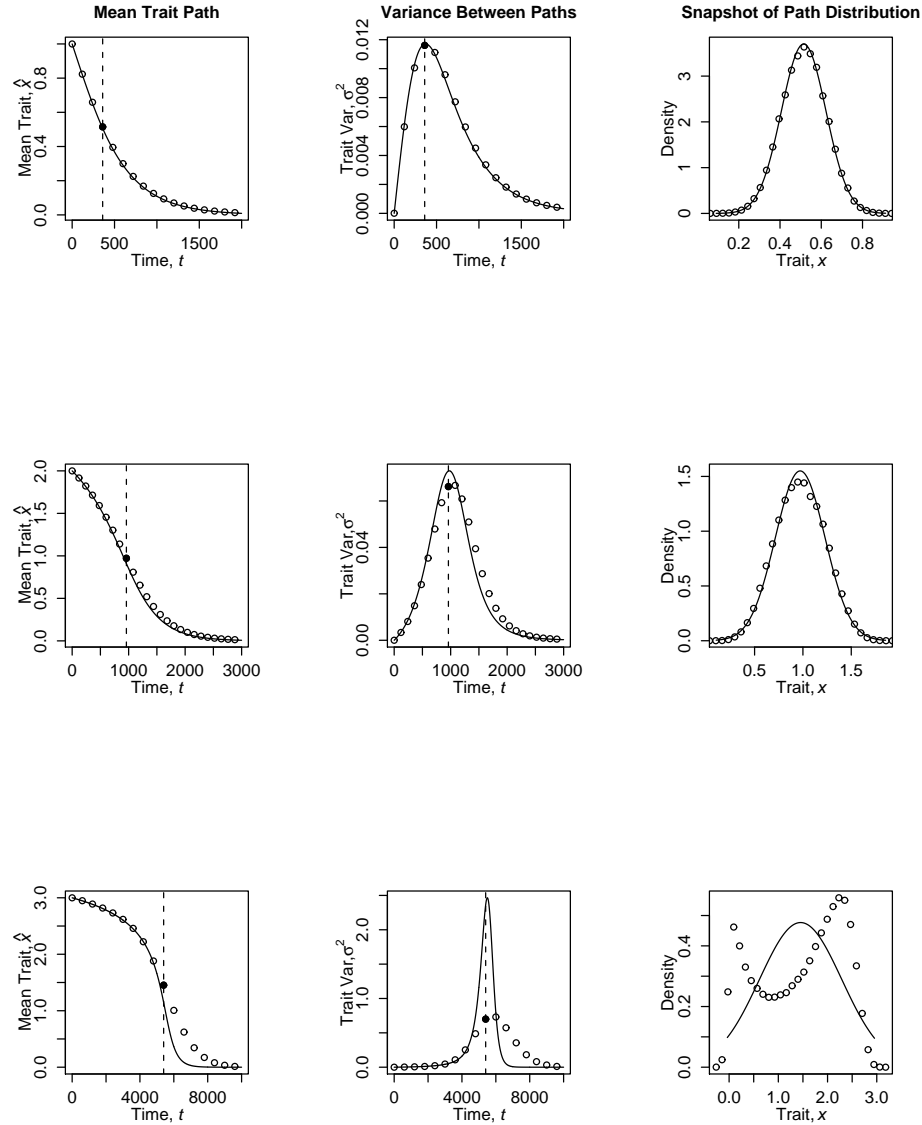 Mean Trait Path
Variance Between Paths
Snapshot of Path Distribution
Mean Trait, x̂
0.0 0.4 0.8
0 500 1500
Time, t
Trait Var, σ²
0.000 0.004 0.008 0.012
0 500 1500
Time, t
Density
0 1 2 3
0.2 0.4 0.6 0.8
Trait, x
Mean Trait, x̂
0.0 0.5 1.0 1.5 2.0
0 1000 2000 3000
Time, t
Trait Var,σ²
0.00 0.04
0 1000 2000 3000
Time, t
Density
0.0 0.5 1.0 1.5
0.5 1.0 1.5
Trait, x
Mean Trait, x̂
0.0 1.0 2.0 3.0
0 4000 8000
Time, t
Trait Var,σ²
0.0 1.0 2.0
0 4000 8000
Time, t
Density
0.0 0.2 0.4
0.0 1.0 2.0 3.0
Trait, x